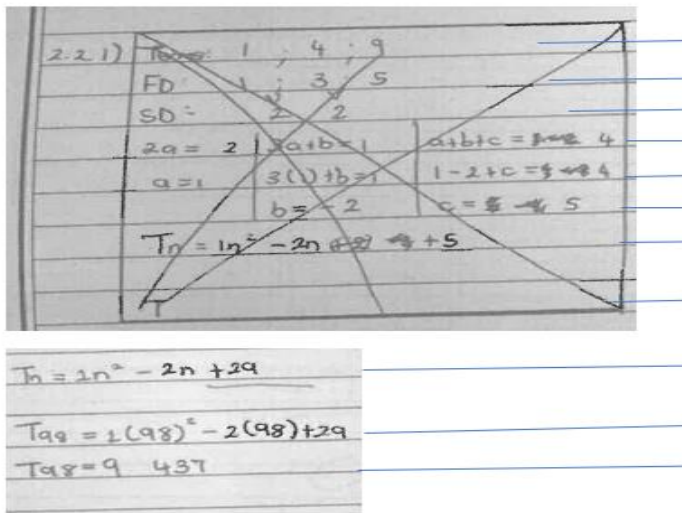 2.2.1) 1 ; 4 ; 9
FD: 1 ; 3 5
SD = 2 2
2a = 2 | 3a+b = 1 | a+b+c = 4
a = 1 | 3(1)+b = 1 | 1-2+c = 4
b = -2 | c = 5
Tn = 1n² - 2n + 5
T
Tn = 1n² - 2n + 29
T98 = 1(98)² - 2(98) + 29
T98 = 9 437